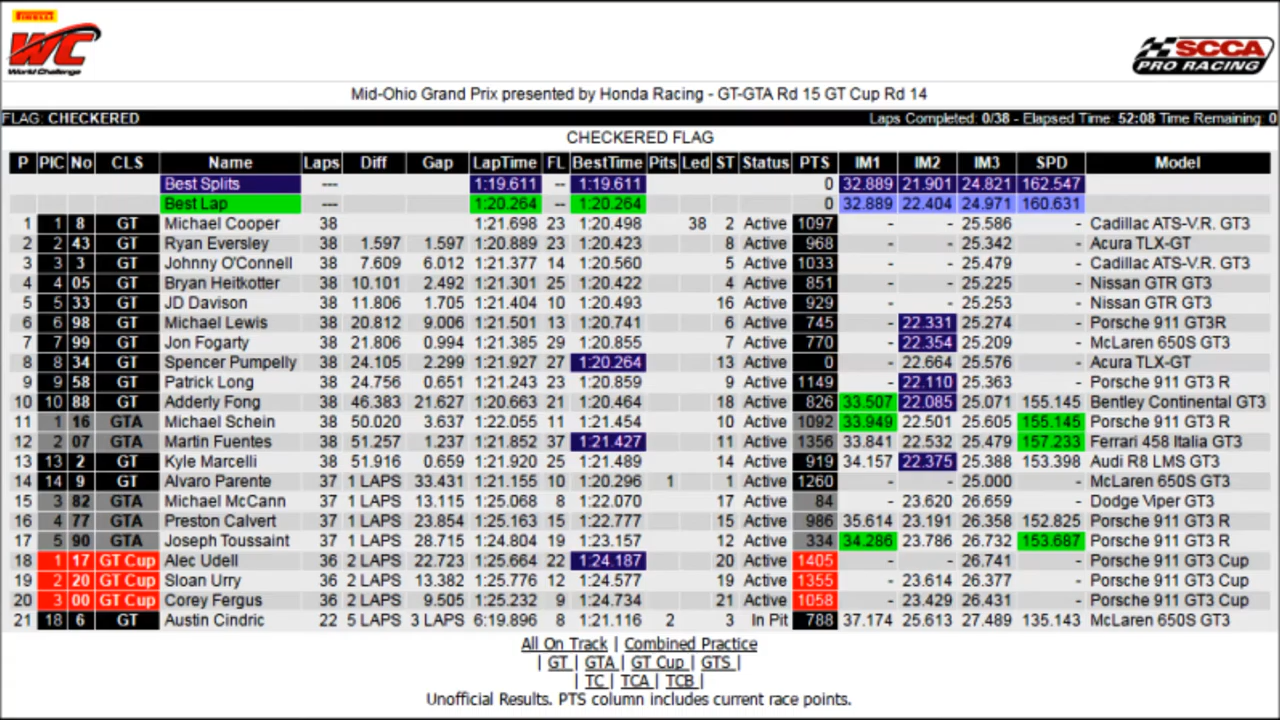 PIRELLI
WC
World Challenge
SCCA
PRO RACING
Mid-Ohio Grand Prix presented by Honda Racing - GT-GTA Rd 15 GT Cup Rd 14
FLAG: CHECKERED Laps Completed: 0/38 - Elapsed Time: 52:08 Time Remaining: 0
CHECKERED FLAG
P PIC No CLS Name Laps Diff Gap LapTime FL BestTime Pits Led ST Status PTS IM1 IM2 IM3 SPD Model
Best Splits --- 1:19.611 -- 1:19.611 0 32.889 21.901 24.821 162.547
Best Lap --- 1:20.264 -- 1:20.264 0 32.889 22.404 24.971 160.631
1 1 8 GT Michael Cooper 38 1:21.698 23 1:20.498 38 2 Active 1097 - - 25.586 - Cadillac ATS-V.R. GT3
2 2 43 GT Ryan Eversley 38 1.597 1.597 1:20.889 23 1:20.423 8 Active 968 - - 25.342 - Acura TLX-GT
3 3 3 GT Johnny O'Connell 38 7.609 6.012 1:21.377 14 1:20.560 5 Active 1033 - - 25.479 - Cadillac ATS-V.R. GT3
4 4 05 GT Bryan Heitkotter 38 10.101 2.492 1:21.301 25 1:20.422 4 Active 851 - - 25.225 - Nissan GTR GT3
5 5 33 GT JD Davison 38 11.806 1.705 1:21.404 10 1:20.493 16 Active 929 - - 25.253 - Nissan GTR GT3
6 6 98 GT Michael Lewis 38 20.812 9.006 1:21.501 13 1:20.741 6 Active 745 - 22.331 25.274 - Porsche 911 GT3R
7 7 99 GT Jon Fogarty 38 21.806 0.994 1:21.385 29 1:20.855 7 Active 770 - 22.354 25.209 - McLaren 650S GT3
8 8 34 GT Spencer Pumpelly 38 24.105 2.299 1:21.927 27 1:20.264 13 Active 0 - 22.664 25.576 - Acura TLX-GT
9 9 58 GT Patrick Long 38 24.756 0.651 1:21.243 23 1:20.859 9 Active 1149 - 22.110 25.363 - Porsche 911 GT3 R
10 10 88 GT Adderly Fong 38 46.383 21.627 1:20.663 21 1:20.464 18 Active 826 33.507 22.085 25.071 155.145 Bentley Continental GT3
11 1 16 GTA Michael Schein 38 50.020 3.637 1:22.055 11 1:21.454 10 Active 1092 33.949 22.501 25.605 155.145 Porsche 911 GT3 R
12 2 07 GTA Martin Fuentes 38 51.257 1.237 1:21.852 37 1:21.427 11 Active 1356 33.841 22.532 25.479 157.233 Ferrari 458 Italia GT3
13 13 2 GT Kyle Marcelli 38 51.916 0.659 1:21.920 25 1:21.489 14 Active 919 34.157 22.375 25.388 153.398 Audi R8 LMS GT3
14 14 9 GT Alvaro Parente 37 1 LAPS 33.431 1:21.155 10 1:20.296 1 1 Active 1260 - - 25.000 - McLaren 650S GT3
15 3 82 GTA Michael McCann 37 1 LAPS 13.115 1:25.068 8 1:22.070 17 Active 84 - 23.620 26.659 - Dodge Viper GT3
16 4 77 GTA Preston Calvert 37 1 LAPS 23.854 1:25.163 15 1:22.777 15 Active 986 35.614 23.191 26.358 152.825 Porsche 911 GT3 R
17 5 90 GTA Joseph Toussaint 37 1 LAPS 28.715 1:24.804 19 1:23.157 12 Active 334 34.286 23.786 26.732 153.687 Porsche 911 GT3 R
18 1 17 GT Cup Alec Udell 36 2 LAPS 22.723 1:25.664 22 1:24.187 20 Active 1405 - - 26.741 - Porsche 911 GT3 Cup
19 2 20 GT Cup Sloan Urry 36 2 LAPS 13.382 1:25.776 12 1:24.577 19 Active 1355 - 23.614 26.377 - Porsche 911 GT3 Cup
20 3 00 GT Cup Corey Fergus 36 2 LAPS 9.505 1:25.232 9 1:24.734 21 Active 1058 - 23.429 26.431 - Porsche 911 GT3 Cup
21 18 6 GT Austin Cindric 22 5 LAPS 3 LAPS 6:19.896 8 1:21.116 2 3 In Pit 788 37.174 25.613 27.489 135.143 McLaren 650S GT3
All On Track | Combined Practice
| GT | GTA | GT Cup | GTS |
| TC | TCA | TCB |
Unofficial Results. PTS column includes current race points.